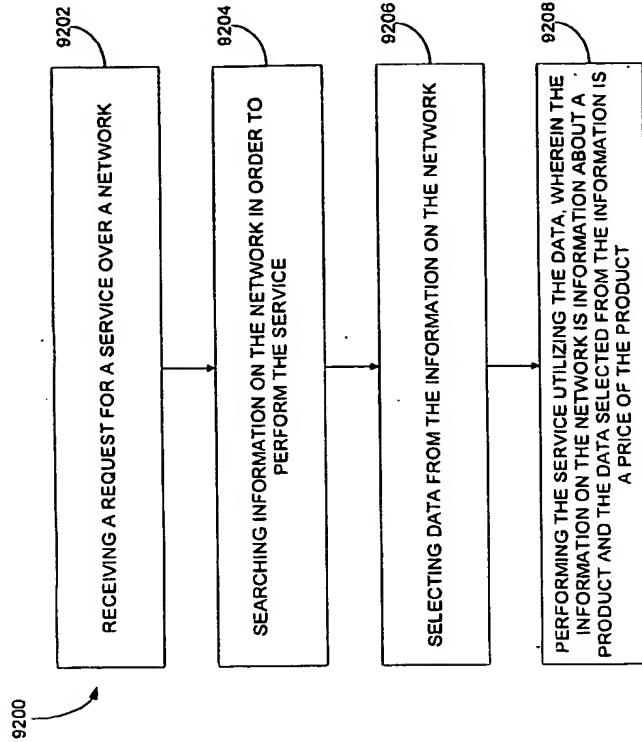 9200
9202
RECEIVING A REQUEST FOR A SERVICE OVER A NETWORK
9204
SEARCHING INFORMATION ON THE NETWORK IN ORDER TO
PERFORM THE SERVICE
9206
SELECTING DATA FROM THE INFORMATION ON THE NETWORK
9208
PERFORMING THE SERVICE UTILIZING THE DATA, WHEREIN THE
INFORMATION ON THE NETWORK IS INFORMATION ABOUT A
PRODUCT AND THE DATA SELECTED FROM THE INFORMATION IS
A PRICE OF THE PRODUCT